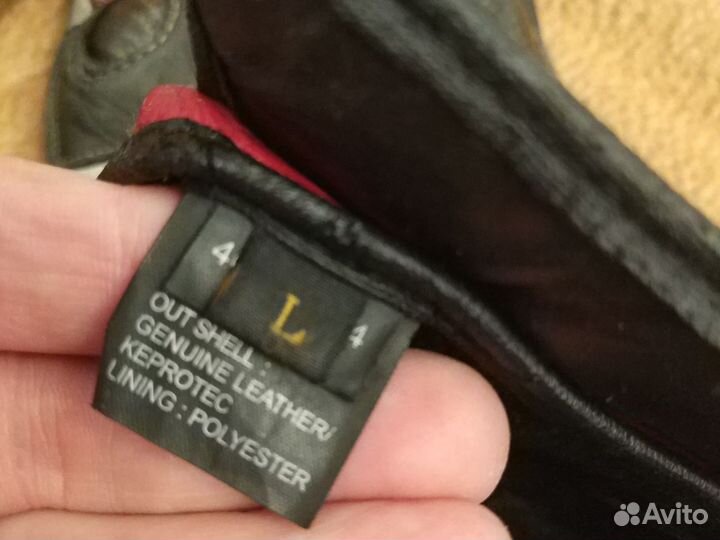 4
L
4
OUT SHELL :
GENUINE LEATHER/
KEPROTEC
LINING : POLYESTER
Avito